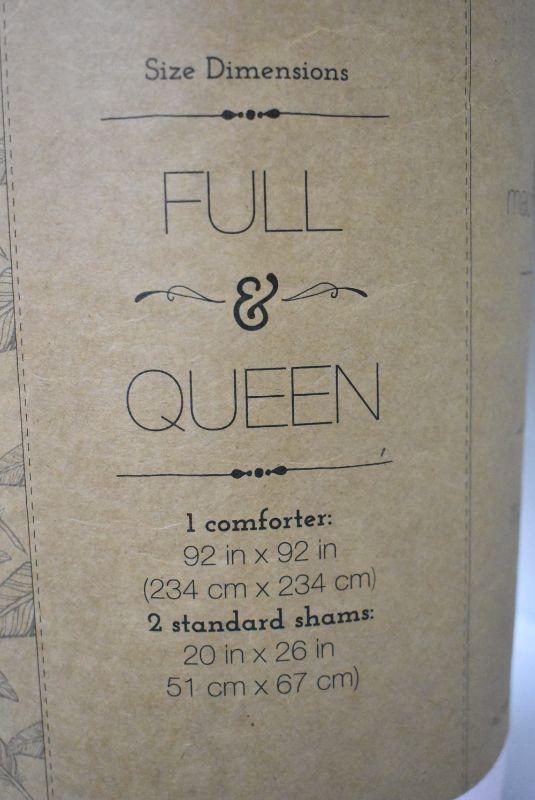 Size Dimensions
FULL
&
QUEEN
1 comforter:
92 in x 92 in
(234 cm x 234 cm)
2 standard shams:
20 in x 26 in
51 cm x 67 cm)